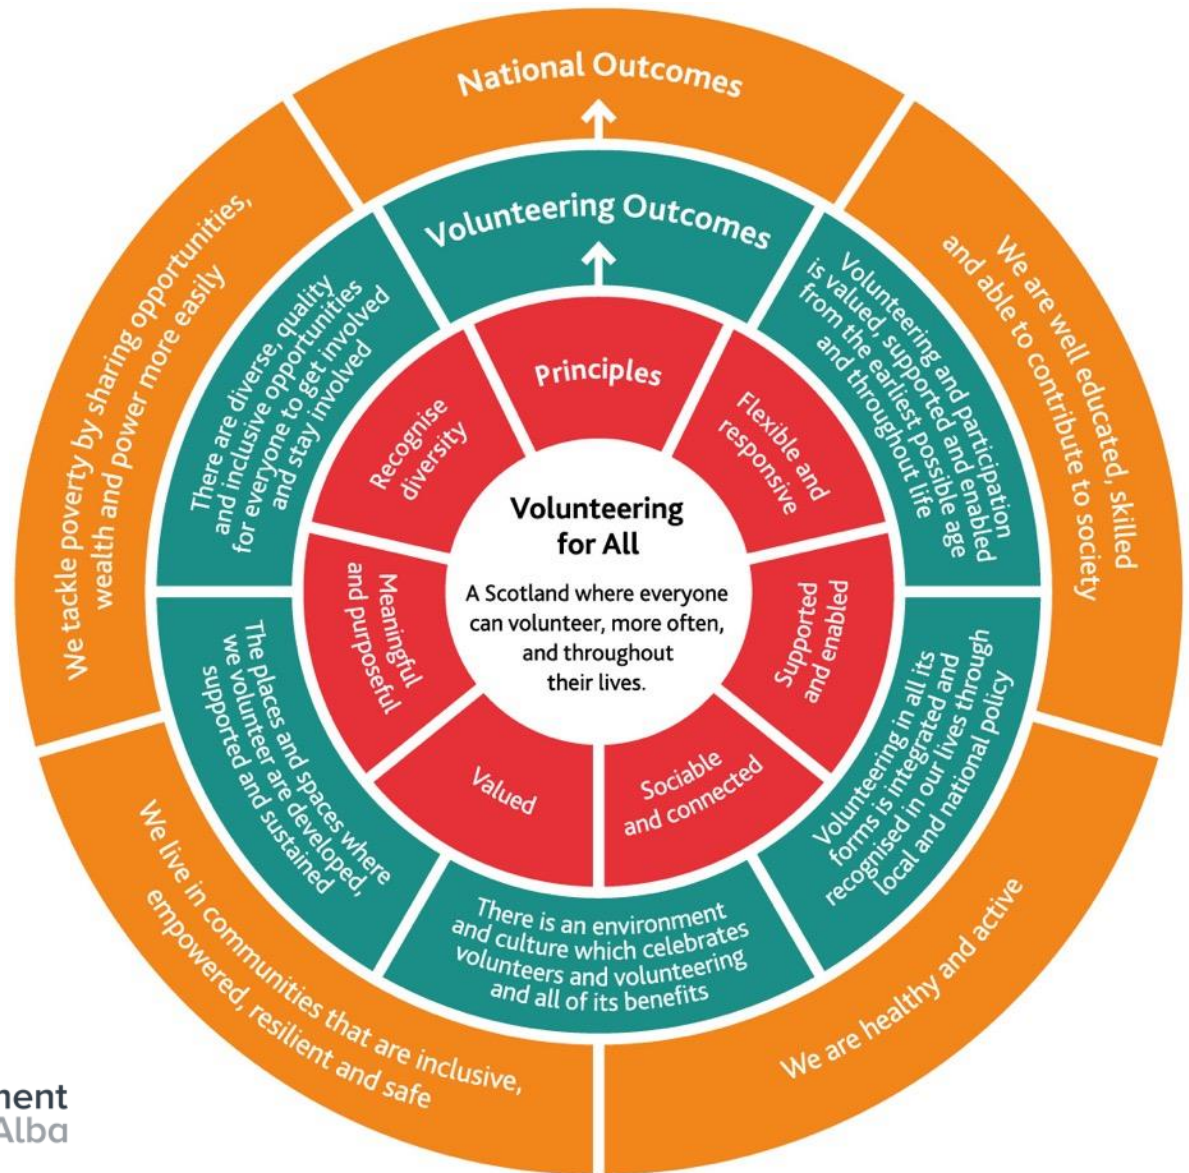 National Outcomes
We are well educated, skilled
and able to contribute to society
We are healthy and active
We live in communities that are inclusive,
empowered, resilient and safe
We tackle poverty by sharing opportunities,
wealth and power more easily
Volunteering Outcomes
Volunteering and participation
is valued, supported and enabled
from the earliest possible age
and throughout life
Volunteering in all its
forms is integrated and
recognised in our lives through
local and national policy
There is an environment
and culture which celebrates
volunteers and volunteering
and all of its benefits
The places and spaces where
we volunteer are developed,
supported and sustained
There are diverse, quality
and inclusive opportunities
for everyone to get involved
and stay involved
Principles
Flexible and
responsive
Supported
and enabled
Sociable
and connected
Valued
Meaningful
and purposeful
Recognise
diversity
Volunteering
for All
A Scotland where everyone
can volunteer, more often,
and throughout
their lives.
Alba